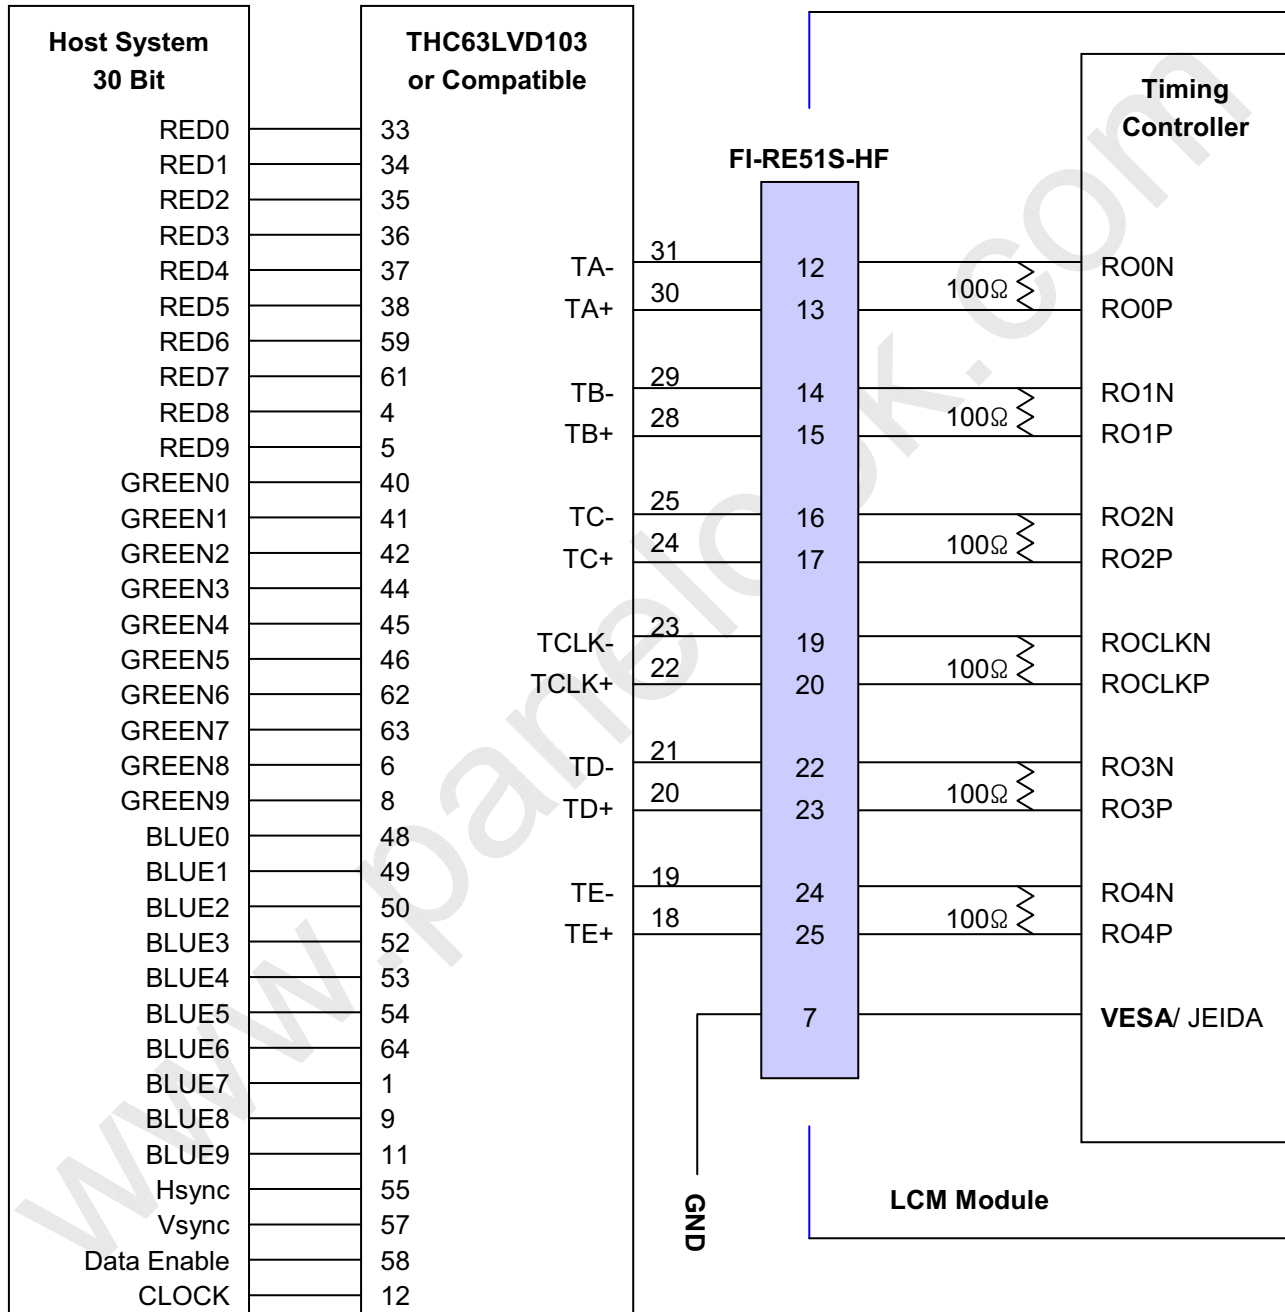 Host System
30 Bit
RED0
RED1
RED2
RED3
RED4
RED5
RED6
RED7
RED8
RED9
GREEN0
GREEN1
GREEN2
GREEN3
GREEN4
GREEN5
GREEN6
GREEN7
GREEN8
GREEN9
BLUE0
BLUE1
BLUE2
BLUE3
BLUE4
BLUE5
BLUE6
BLUE7
BLUE8
BLUE9
Hsync
Vsync
Data Enable
CLOCK
THC63LVD103
or Compatible
33
34
35
36
37
38
59
61
4
5
40
41
42
44
45
46
62
63
6
8
48
49
50
52
53
54
64
1
9
11
55
57
58
12
TA-
TA+
TB-
TB+
TC-
TC+
TCLK-
TCLK+
TD-
TD+
TE-
TE+
31
30
29
28
25
24
23
22
21
20
19
18
GND
FI-RE51S-HF
12
13
14
15
16
17
19
20
22
23
24
25
7
100Ω
100Ω
100Ω
100Ω
100Ω
100Ω
LCM Module
Timing
Controller
RO0N
RO0P
RO1N
RO1P
RO2N
RO2P
ROCLKN
ROCLKP
RO3N
RO3P
RO4N
RO4P
VESA/ JEIDA
www.panelook.com